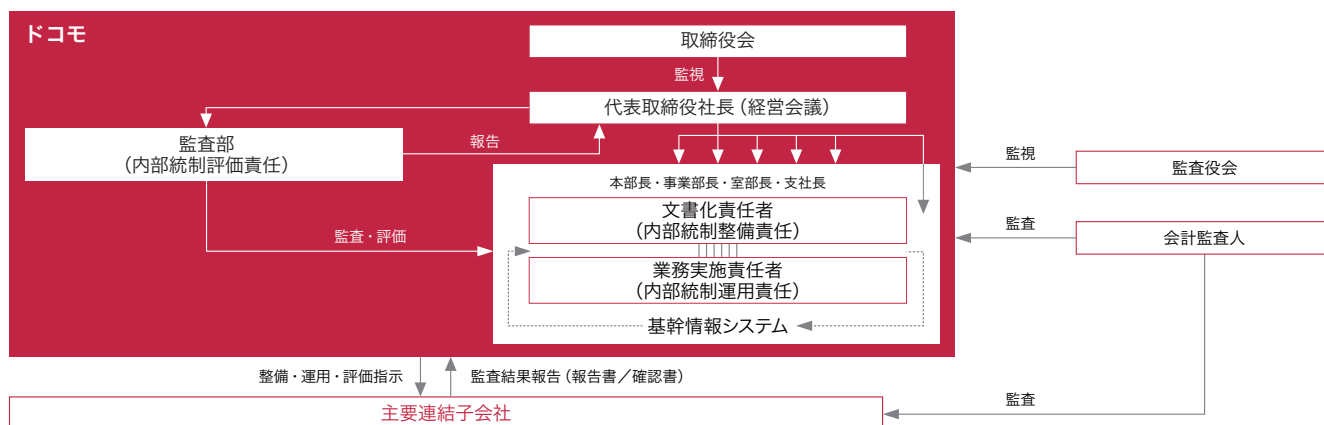 ドコモ
取締役会
監視
代表取締役社長（経営会議）
監査部
（内部統制評価責任）
報告
本部長・事業部長・室部長・支社長
文書化責任者
（内部統制整備責任）
業務実施責任者
（内部統制運用責任）
基幹情報システム
監査・評価
監視
監査役会
監査
会計監査人
整備・運用・評価指示
監査結果報告（報告書／確認書）
主要連結子会社
監査